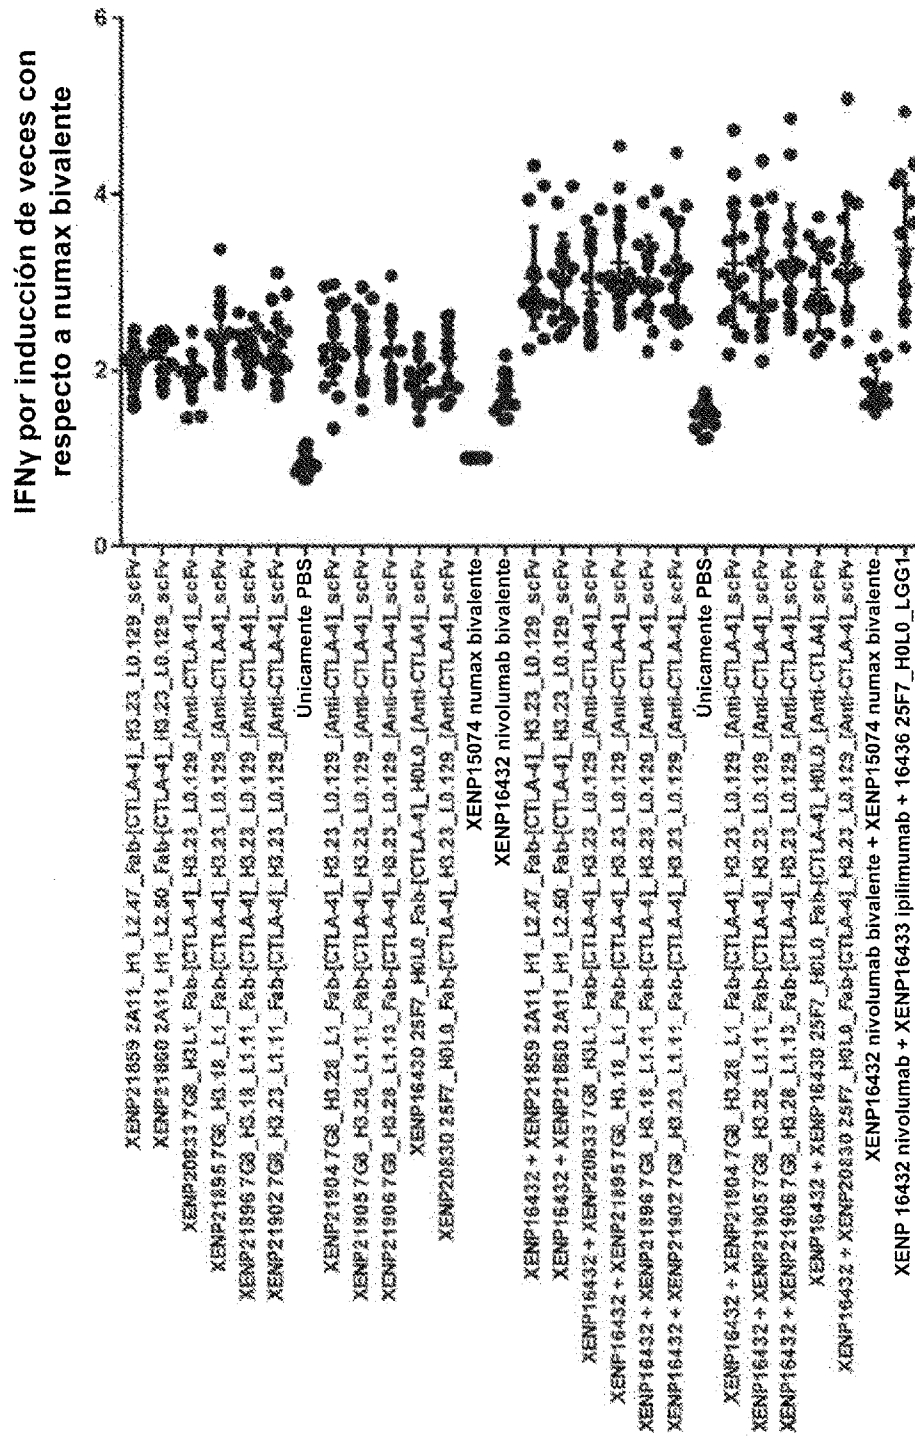 IFNγ por inducción de veces con
respecto a numax bivalente
6
4
2
0
XENP21859 2A11_H1_L2.47_Fab-[CTLA-4]_H3.23_L0.129_scFv
XENP21860 2A11_H1_L2.50_Fab-[CTLA-4]_H3.23_L0.129_scFv
XENP20833 7G8_H3L1_Fab-[CTLA-4]_H3.23_L0.129_[Anti-CTLA4]_scFv
XENP21895 7G8_H3.18_L1_Fab-[CTLA-4]_H3.23_L0.129_[Anti-CTLA-4]_scFv
XENP21896 7G8_H3.18_L1.11_Fab-[CTLA-4]_H3.23_L0.129_[Anti-CTLA-4]_scFv
XENP21902 7G8_H3.23_L1.11_Fab-[CTLA-4]_H3.23_L0.129_[Anti-CTLA-4]_scFv
Únicamente PBS
XENP21904 7G8_H3.28_L1_Fab-[CTLA-4]_H3.23_L0.129_[Anti-CTLA-4]_scFv
XENP21905 7G8_H3.28_L1.11_Fab-[CTLA-4]_H3.23_L0.129_[Anti-CTLA-4]_scFv
XENP21906 7G8_H3.28_L1.13_Fab-[CTLA-4]_H3.23_L0.129_[Anti-CTLA-4]_scFv
XENP16430 25F7_H0L0_Fab-[CTLA-4]_H0L0_[Anti-CTLA4]_scFv
XENP20830 25F7_H0L0_Fab-[CTLA-4]_H3.23_L0.129_[Anti-CTLA-4]_scFv
XENP15074 numax bivalente
XENP16432 nivolumab bivalente
XENP16432 + XENP21859 2A11_H1_L2.47_Fab-[CTLA-4]_H3.23_L0.129_scFv
XENP16432 + XENP21860 2A11_H1_L2.50_Fab-[CTLA-4]_H3.23_L0.129_scFv
XENP16432 + XENP20833 7G8_H3L1_Fab-[CTLA-4]_H3.23_L0.129_[Anti-CTLA4]_scFv
XENP16432 + XENP21895 7G8_H3.18_L1_Fab-[CTLA-4]_H3.23_L0.129_[Anti-CTLA-4]_scFv
XENP16432 + XENP21896 7G8_H3.18_L1.11_Fab-[CTLA-4]_H3.23_L0.129_[Anti-CTLA-4]_scFv
XENP16432 + XENP21902 7G8_H3.23_L1.11_Fab-[CTLA-4]_H3.23_L0.129_[Anti-CTLA-4]_scFv
Únicamente PBS
XENP16432 + XENP21904 7G8_H3.28_L1_Fab-[CTLA-4]_H3.23_L0.129_[Anti-CTLA-4]_scFv
XENP16432 + XENP21905 7G8_H3.28_L1.11_Fab-[CTLA-4]_H3.23_L0.129_[Anti-CTLA-4]_scFv
XENP16432 + XENP21906 7G8_H3.28_L1.13_Fab-[CTLA-4]_H3.23_L0.129_[Anti-CTLA-4]_scFv
XENP16432 + XENP16430 25F7_H0L0_Fab-[CTLA-4]_H0L0_[Anti-CTLA4]_scFv
XENP16432 + XENP20830 25F7_H0L0_Fab-[CTLA-4]_H3.23_L0.129_[Anti-CTLA-4]_scFv
XENP16432 nivolumab bivalente + XENP15074 numax bivalente
XENP 16432 nivolumab + XENP16433 ipilimumab + 16436 25F7_H0L0_LGG1